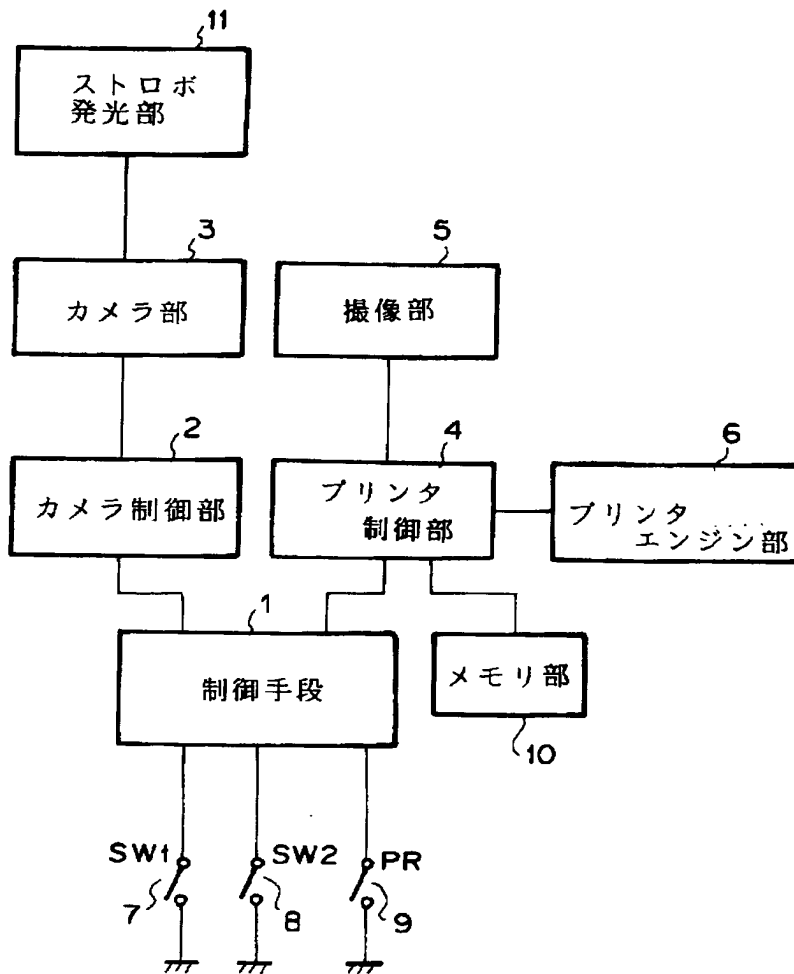 11
ストロボ
発光部
3
カメラ部
5
撮像部
2
カメラ制御部
4
プリンタ
制御部
6
プリンタ
エンジン部
1
制御手段
メモリ部
10
SW1
SW2
PR
7
8
9